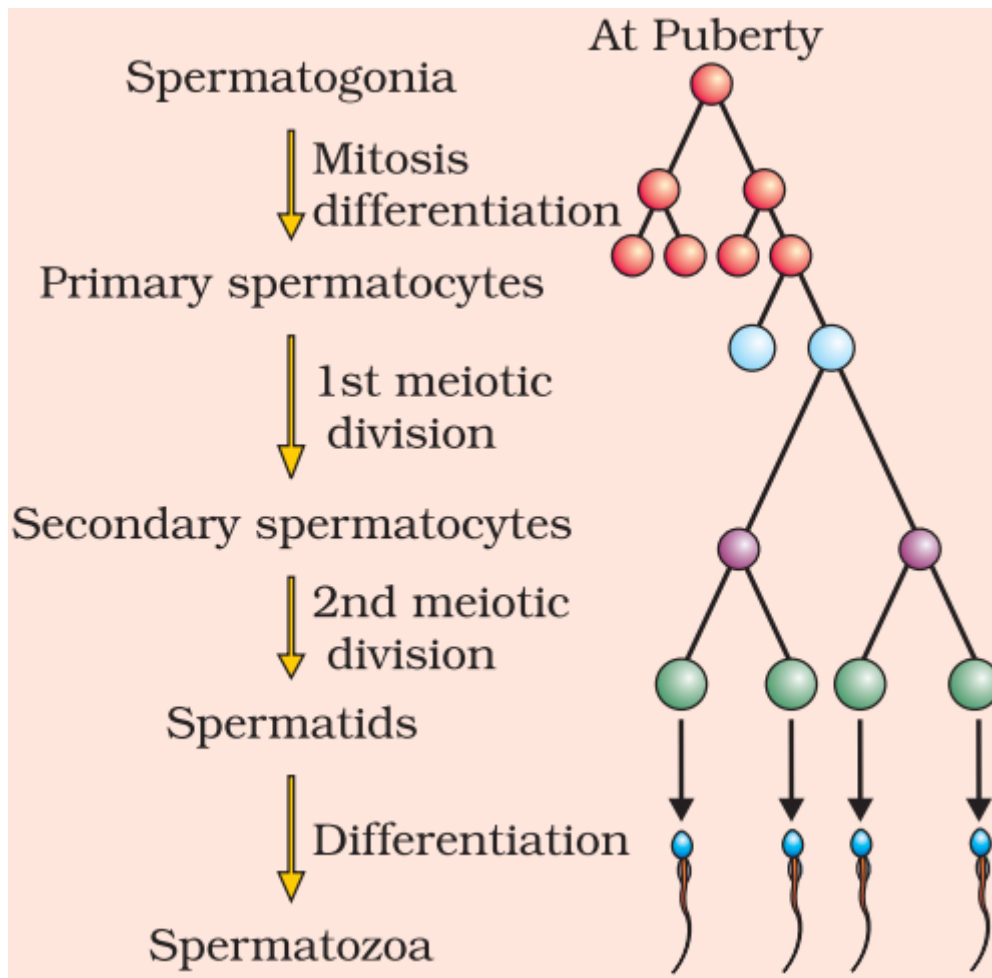 At Puberty
Spermatogonia
Mitosis
differentiation
Primary spermatocytes
1st meiotic
division
Secondary spermatocytes
2nd meiotic
division
Spermatids
Differentiation
Spermatozoa